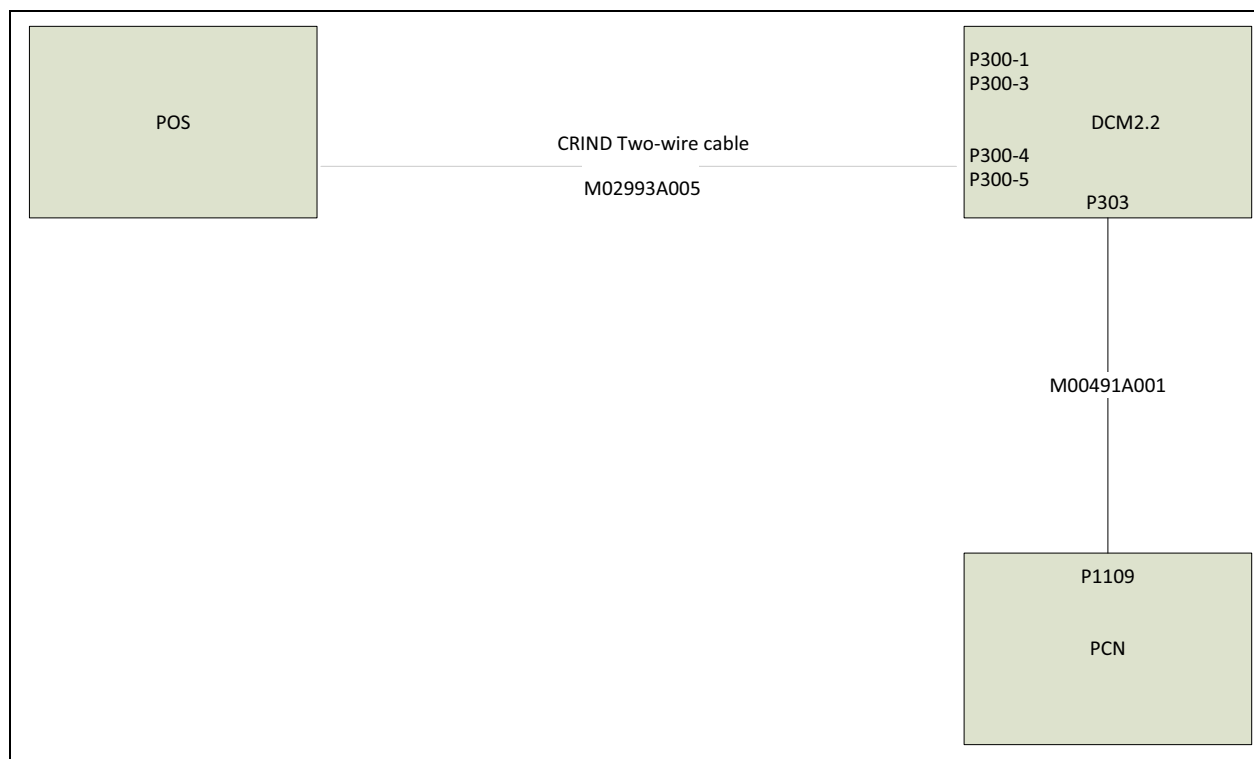 POS
CRIND Two-wire cable
M02993A005
P300-1
P300-3
DCM2.2
P300-4
P300-5
P303
M00491A001
P1109
PCN